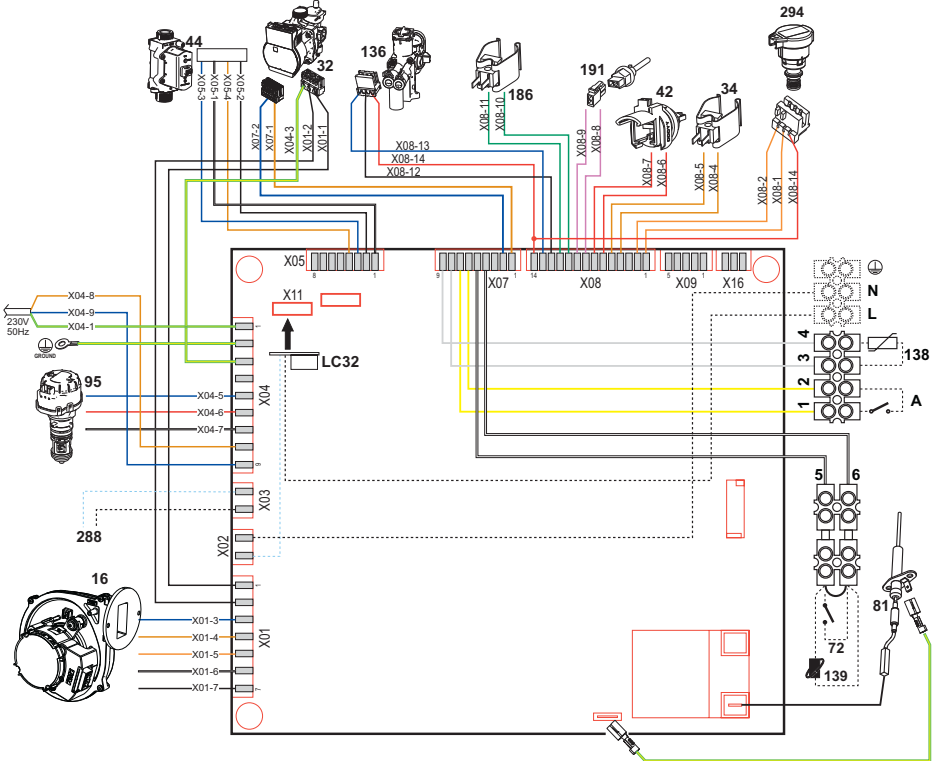 44
32
136
186
191
42
34
294
X05-3
X05-1
X05-4
X05-2
X07-2
X07-1
X04-3
X01-2
X01-1
X08-13
X08-14
X08-12
X08-11
X08-10
X08-9
X08-8
X08-7
X08-6
X08-5
X08-4
X08-2
X08-1
X08-14
X05
8
1
9
X07
1
14
X08
1
X09
5
1
X16
N
L
4
3
2
1
138
A
X04-8
X04-9
X04-1
230V
50Hz
GROUND
X11
LC32
95
X04-5
X04-6
X04-7
1
X04
9
X03
288
X02
5
6
16
1
X01-3
X01-4
X01-5
X01-6
X01-7
X01
7
81
72
139